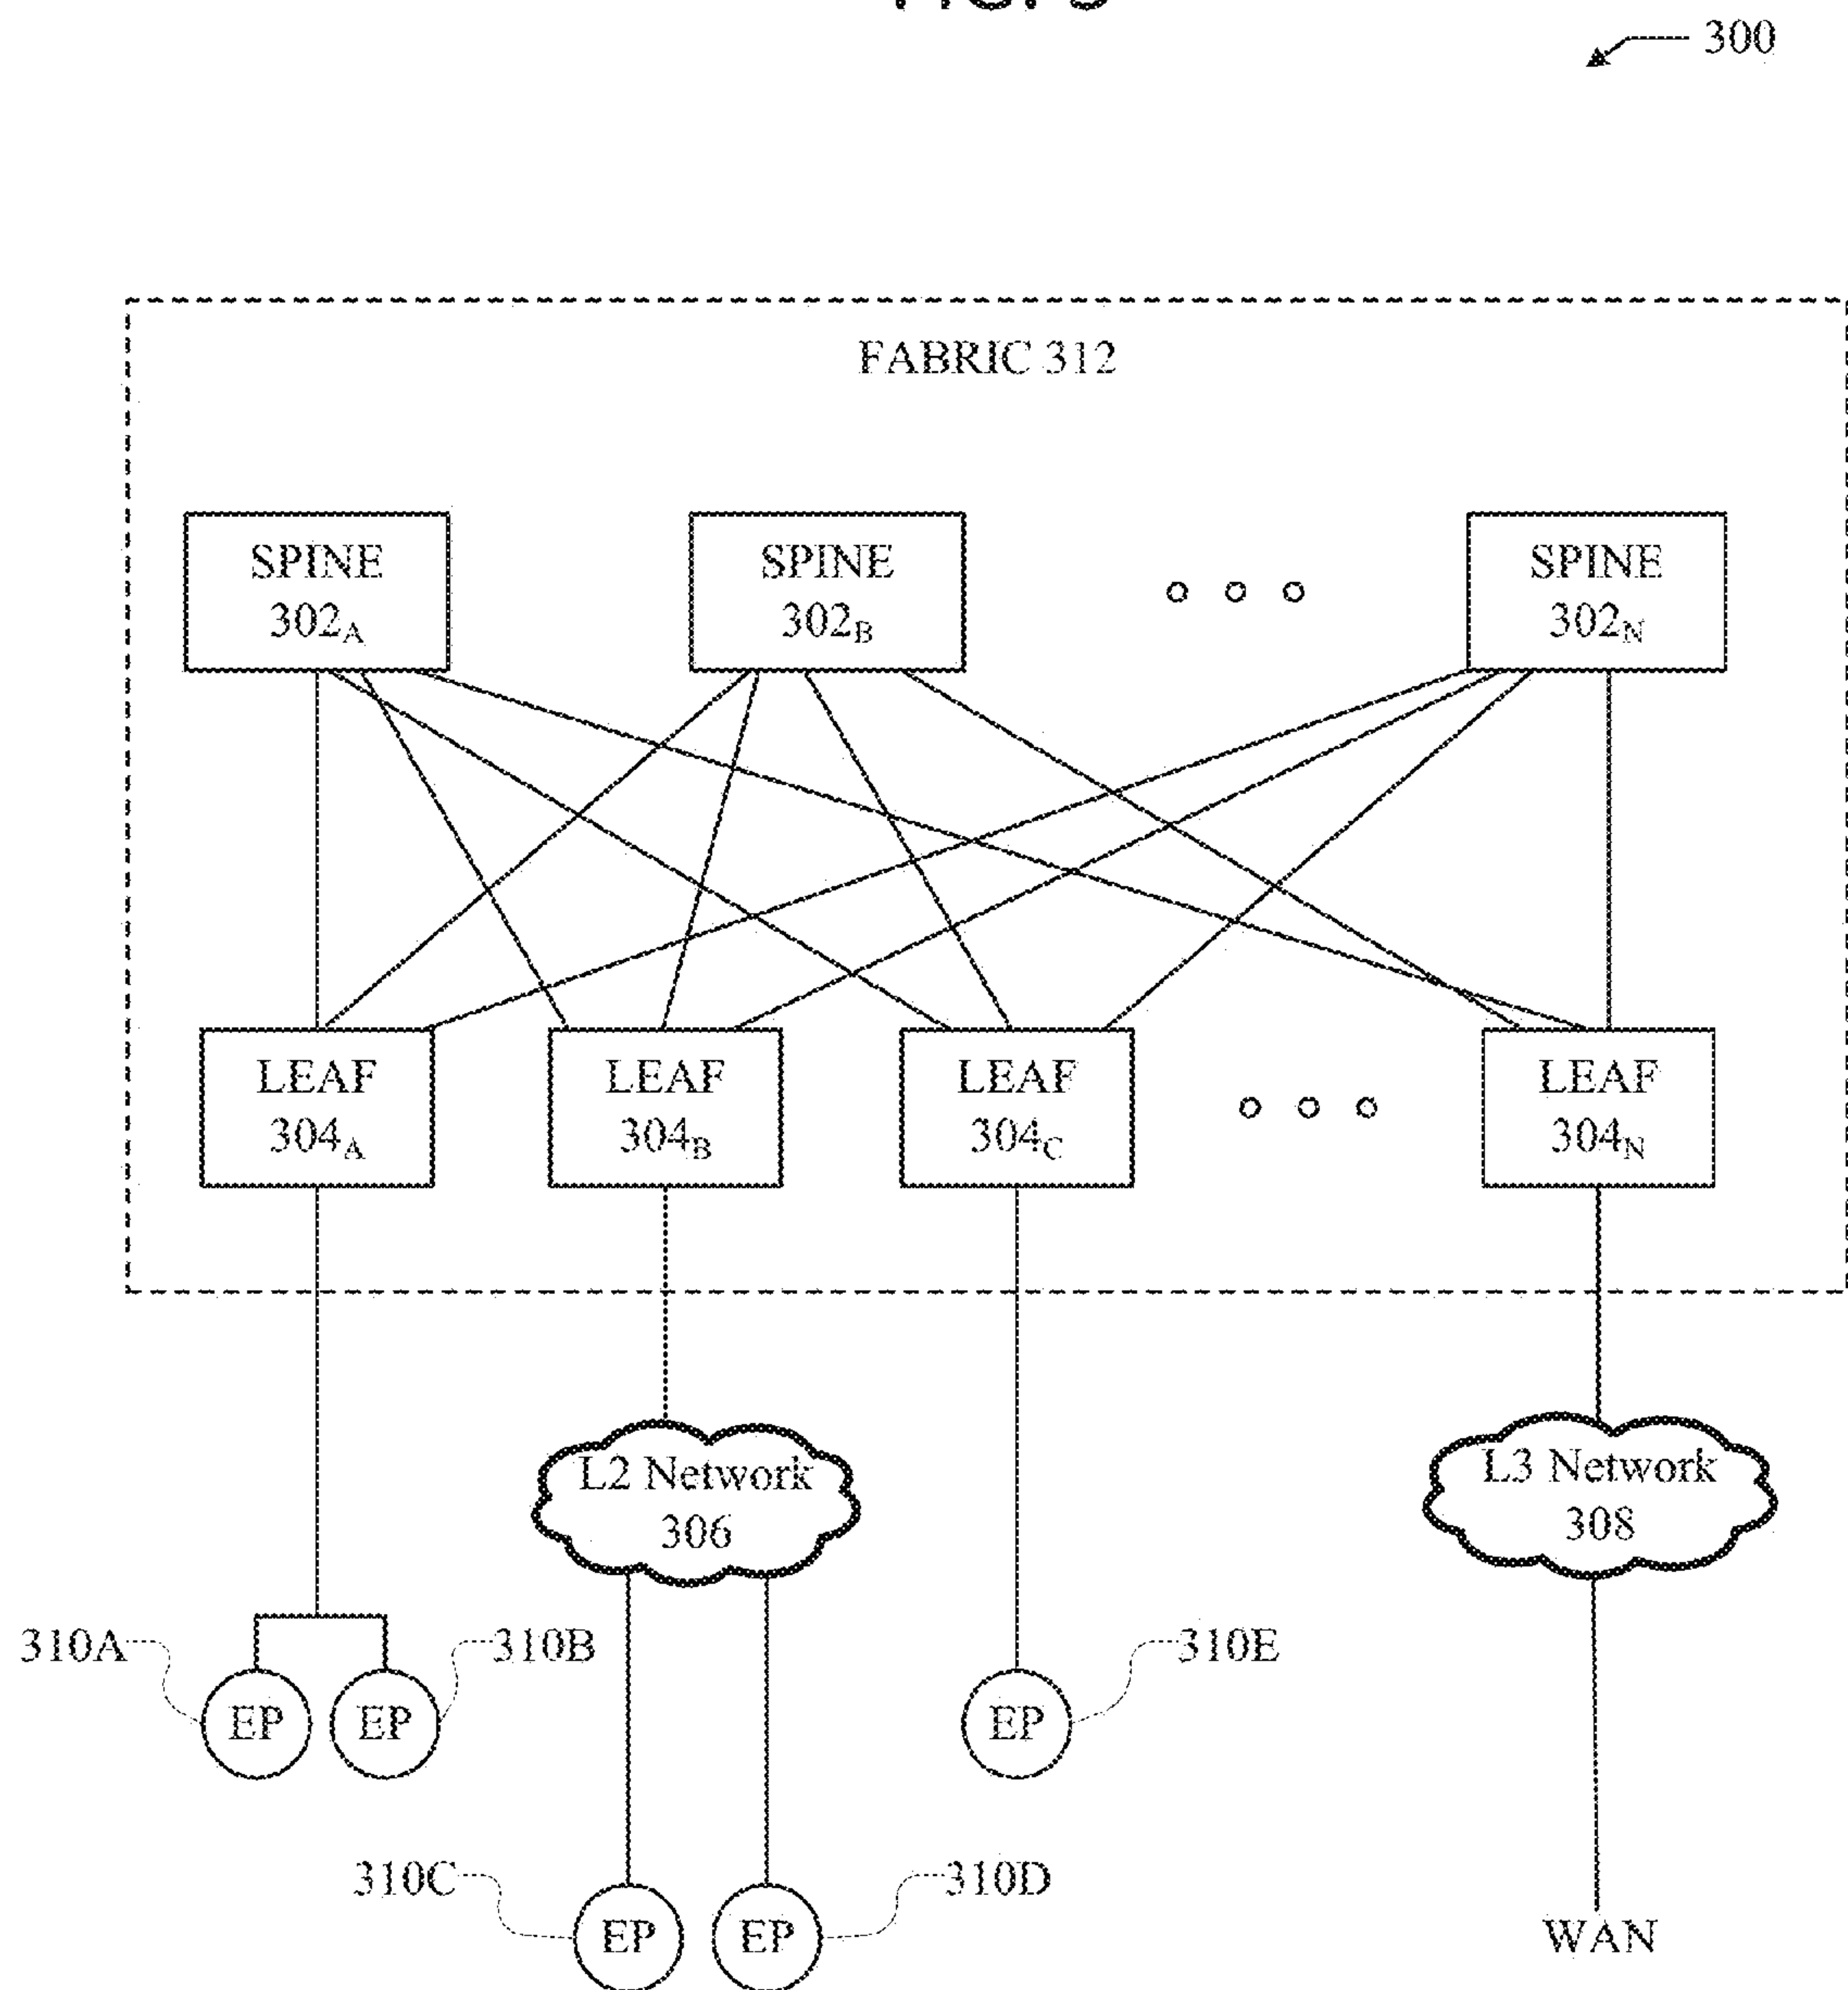 300
FABRIC 312
SPINE
302A
SPINE
302B
SPINE
302N
LEAF
304A
LEAF
304B
LEAF
304C
LEAF
304N
L2 Network
306
L3 Network
308
310A
310B
310E
EP
EP
EP
310C
310D
EP
EP
WAN